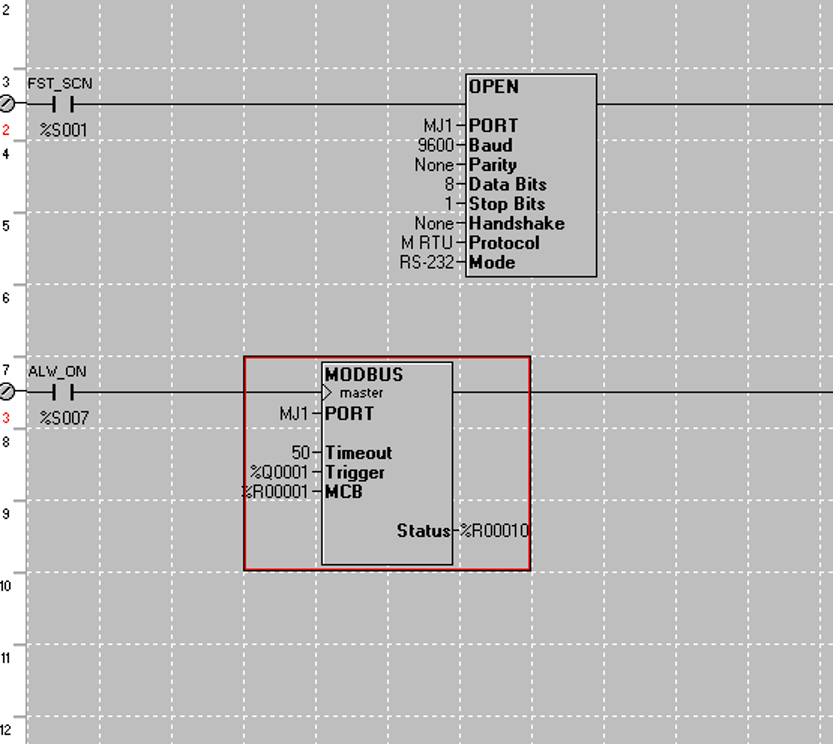 2
3
FST_SCN
OPEN
2
%S001
MJ1 PORT
4
9600 Baud
None Parity
8 Data Bits
1 Stop Bits
5
None Handshake
M RTU Protocol
RS-232 Mode
6
7
ALW_ON
MODBUS
master
3
%S007
MJ1 PORT
8
50 Timeout
%Q0001 Trigger
%R00001 MCB
9
Status %R00010
10
11
12